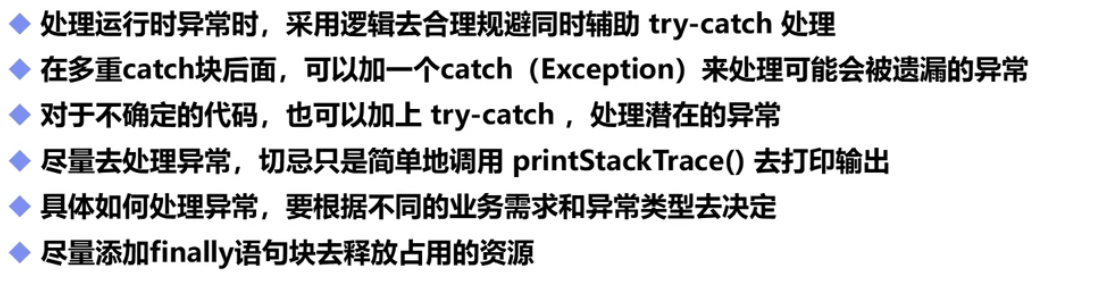 处理运行时异常时，采用逻辑去合理规避同时辅助 try-catch 处理
在多重catch块后面，可以加一个catch（Exception）来处理可能会被遗漏的异常
对于不确定的代码，也可以加上 try-catch ，处理潜在的异常
尽量去处理异常，切忌只是简单地调用 printStackTrace() 去打印输出
具体如何处理异常，要根据不同的业务需求和异常类型去决定
尽量添加finally语句块去释放占用的资源